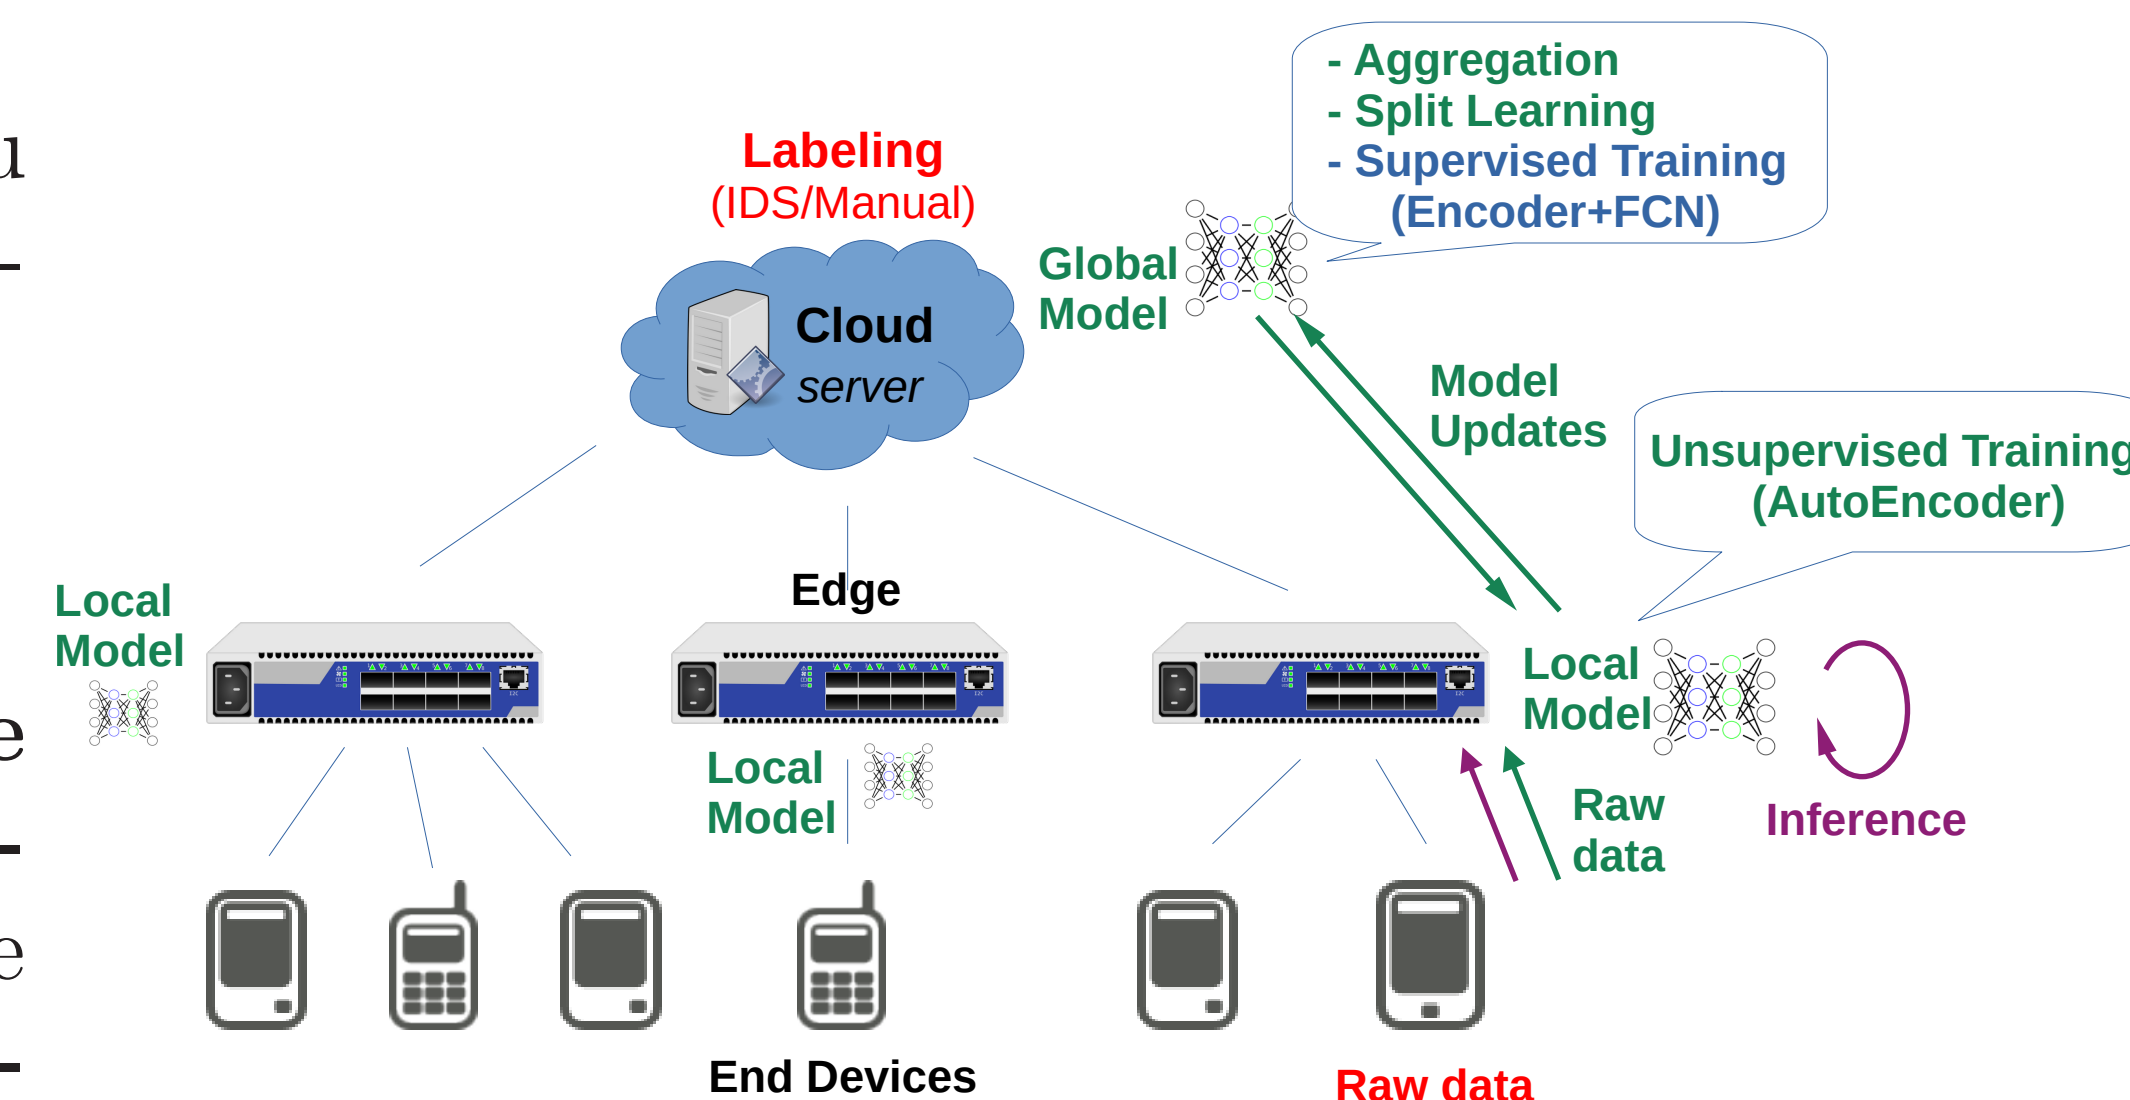 - Aggregation
- Split Learning
- Supervised Training
(Encoder+FCN)
Labeling
(IDS/Manual)
Global
Model
Cloud
server
Model
Updates
Unsupervised Training
(AutoEncoder)
Edge
Local
Model
Local
Model
Local
Model
Raw
data
Inference
End Devices
Raw data